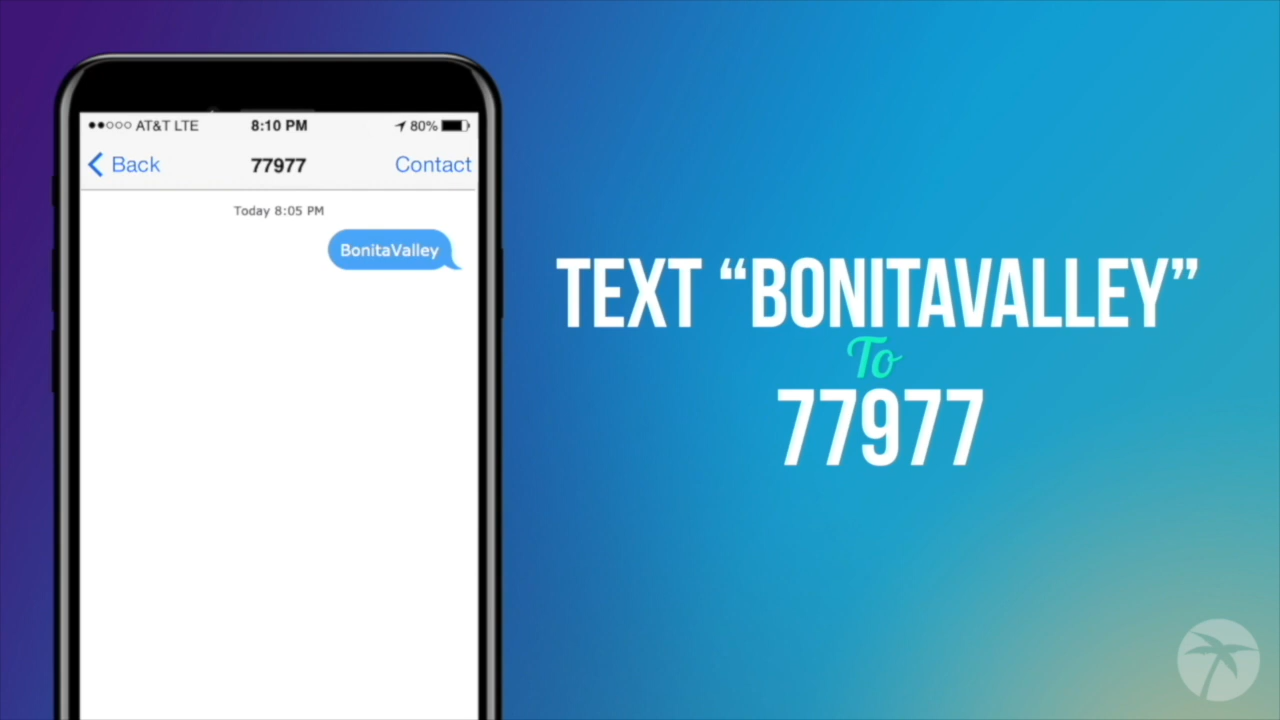 AT&T LTE 8:10 PM 80%
Back 77977 Contact
Today 8:05 PM
BonitaValley
TEXT “BONITAVALLEY”
To
77977